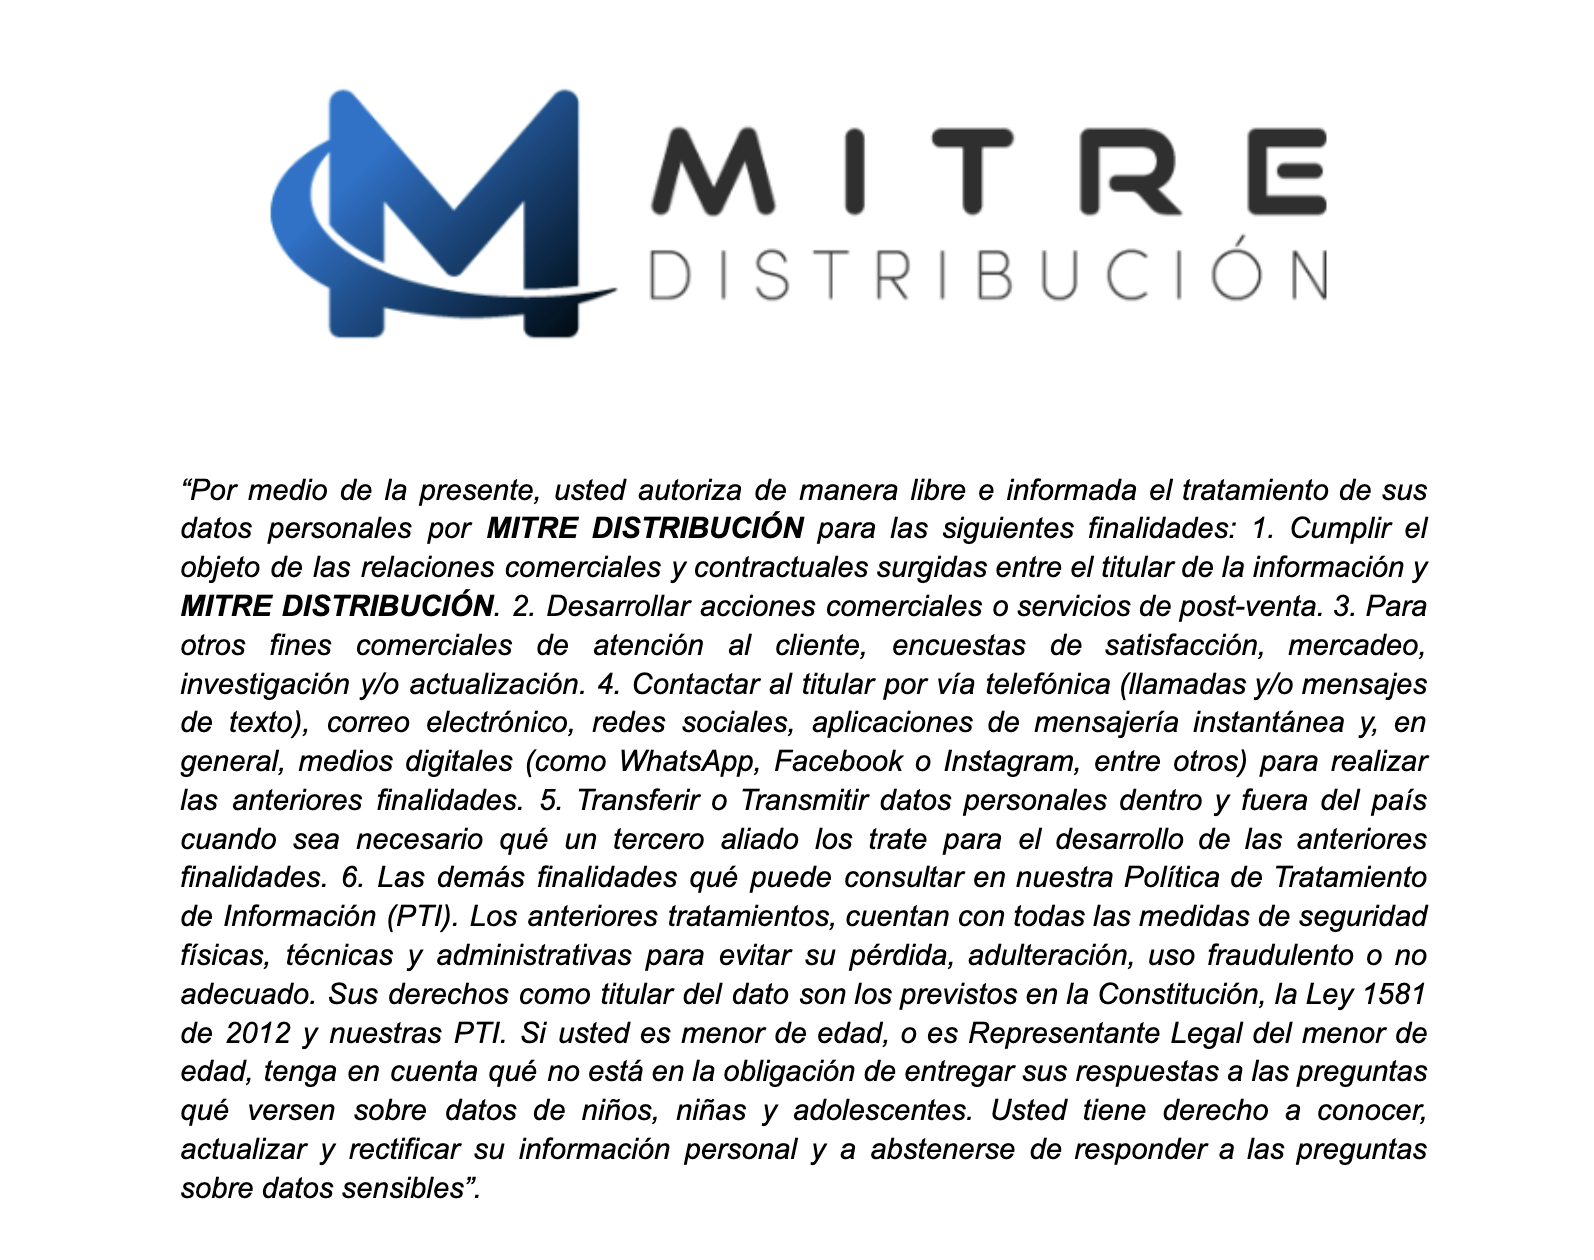 MITRE
DISTRIBUCIÓN
“Por medio de la presente, usted autoriza de manera libre e informada el tratamiento de sus
datos personales por MITRE DISTRIBUCIÓN para las siguientes finalidades: 1. Cumplir el
objeto de las relaciones comerciales y contractuales surgidas entre el titular de la información y
MITRE DISTRIBUCIÓN. 2. Desarrollar acciones comerciales o servicios de post-venta. 3. Para
otros fines comerciales de atención al cliente, encuestas de satisfacción, mercadeo,
investigación y/o actualización. 4. Contactar al titular por vía telefónica (llamadas y/o mensajes
de texto), correo electrónico, redes sociales, aplicaciones de mensajería instantánea y, en
general, medios digitales (como WhatsApp, Facebook o Instagram, entre otros) para realizar
las anteriores finalidades. 5. Transferir o Transmitir datos personales dentro y fuera del país
cuando sea necesario qué un tercero aliado los trate para el desarrollo de las anteriores
finalidades. 6. Las demás finalidades qué puede consultar en nuestra Política de Tratamiento
de Información (PTI). Los anteriores tratamientos, cuentan con todas las medidas de seguridad
físicas, técnicas y administrativas para evitar su pérdida, adulteración, uso fraudulento o no
adecuado. Sus derechos como titular del dato son los previstos en la Constitución, la Ley 1581
de 2012 y nuestras PTI. Si usted es menor de edad, o es Representante Legal del menor de
edad, tenga en cuenta qué no está en la obligación de entregar sus respuestas a las preguntas
qué versen sobre datos de niños, niñas y adolescentes. Usted tiene derecho a conocer,
actualizar y rectificar su información personal y a abstenerse de responder a las preguntas
sobre datos sensibles”.